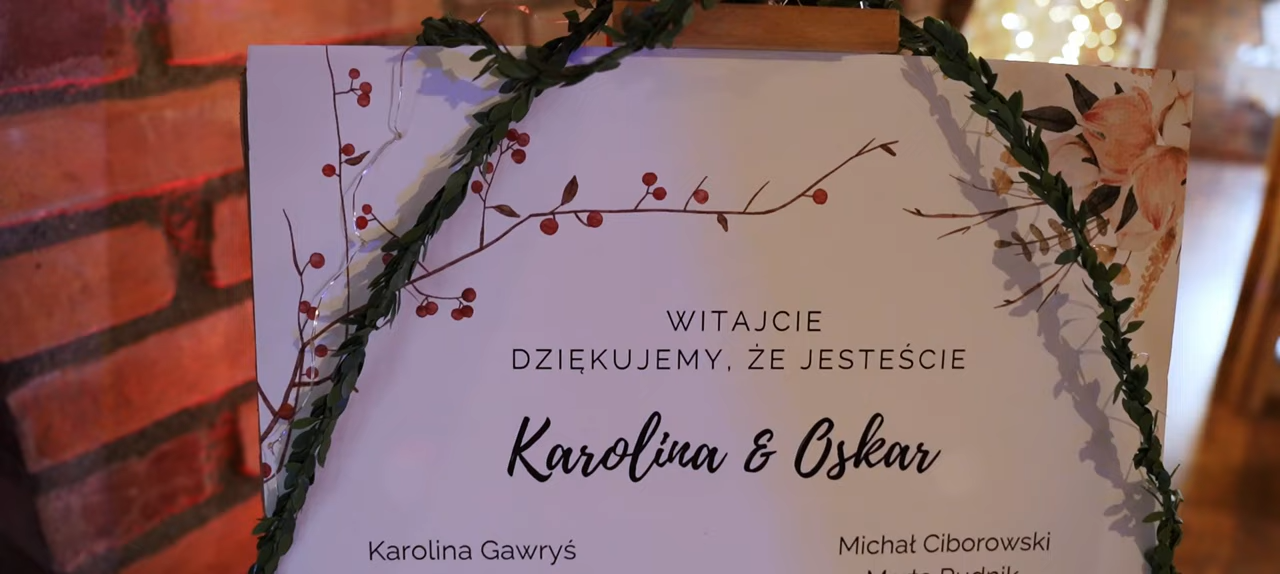 WITAJCIE
DZIĘKUJEMY, ŻE JESTEŚCIE
Karolina & Oskar
Karolina Gawryś
Michał Ciborowski